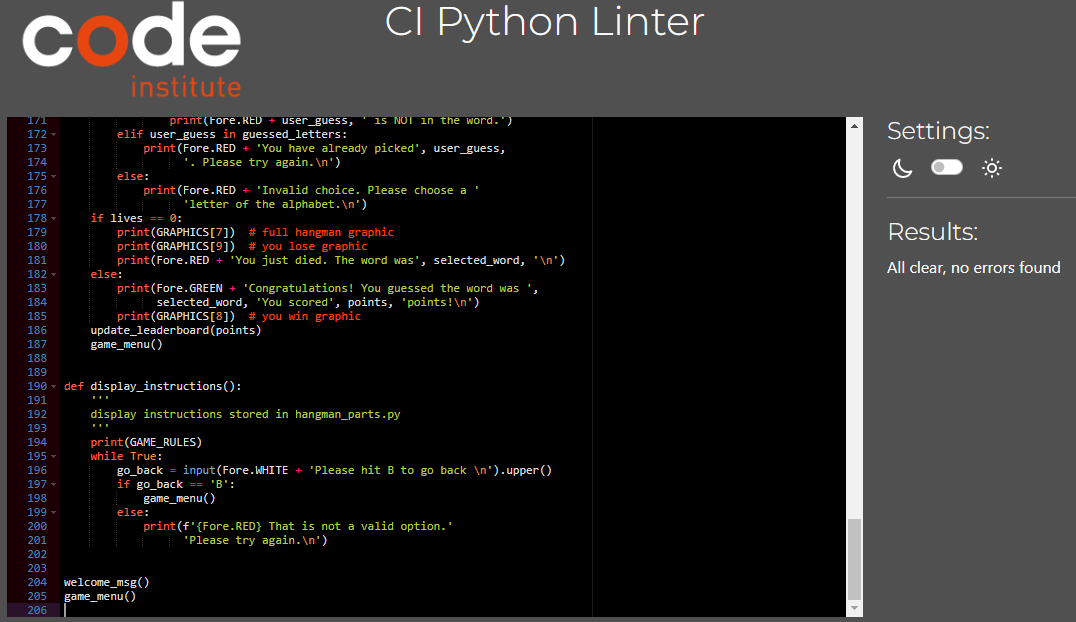 code
institute
CI Python Linter
171 print(Fore.RED + user_guess, ' is NOT in the word.')
172 elif user_guess in guessed_letters:
173 print(Fore.RED + 'You have already picked', user_guess,
174 '. Please try again.\n')
175 else:
176 print(Fore.RED + 'Invalid choice. Please choose a '
177 'letter of the alphabet.\n')
178 if lives == 0:
179 print(GRAPHICS[7])  # full hangman graphic
180 print(GRAPHICS[9])  # you lose graphic
181 print(Fore.RED + 'You just died. The word was', selected_word, '\n')
182 else:
183 print(Fore.GREEN + 'Congratulations! You guessed the word was ',
184 selected_word, 'You scored', points, 'points!\n')
185 print(GRAPHICS[8])  # you win graphic
186 update_leaderboard(points)
187 game_menu()
188
189
190 def display_instructions():
191 '''
192 display instructions stored in hangman_parts.py
193 '''
194 print(GAME_RULES)
195 while True:
196 go_back = input(Fore.WHITE + 'Please hit B to go back \n').upper()
197 if go_back == 'B':
198 game_menu()
199 else:
200 print(f'{Fore.RED} That is not a valid option.'
201 'Please try again.\n')
202
203
204 welcome_msg()
205 game_menu()
206
Settings:
Results:
All clear, no errors found